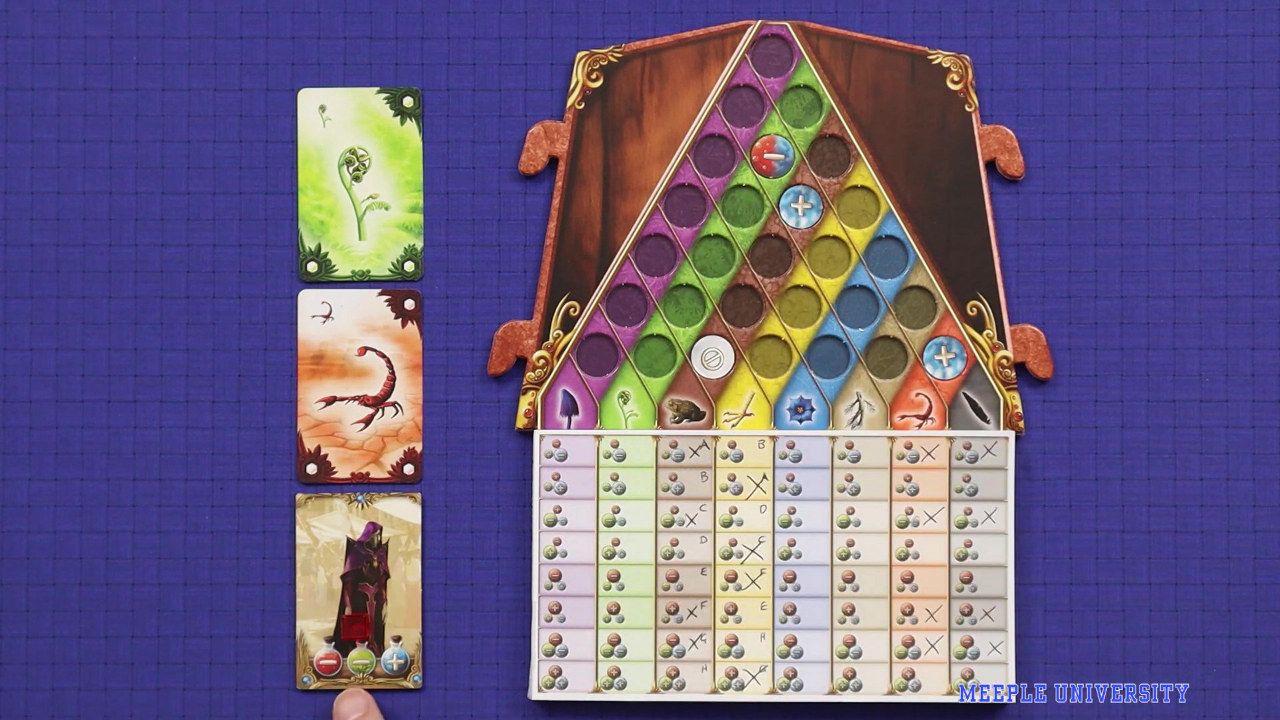 X A B X X
B X A
X C D X X
D X C
E X F
X F E X X
X G H X X
H X G
MEEPLE UNIVERSITY